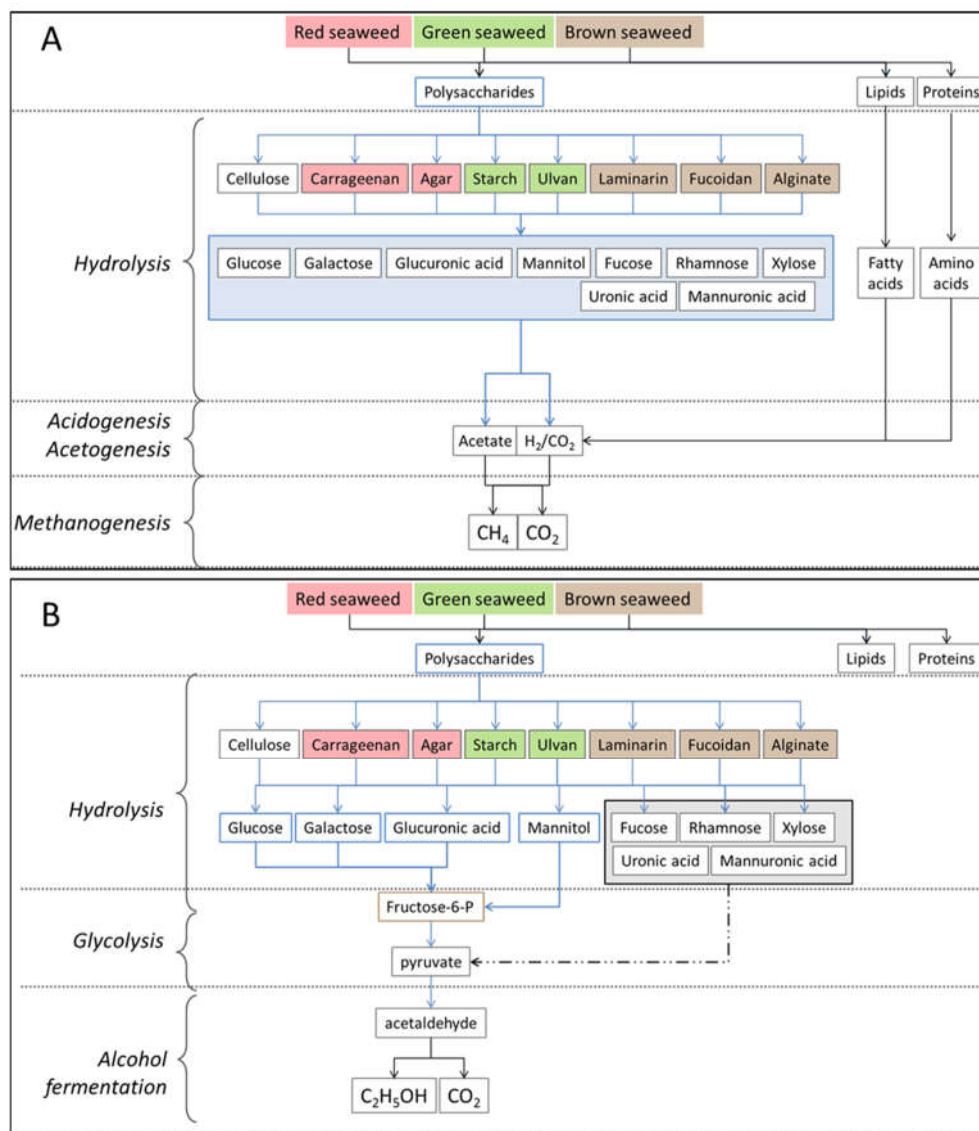 A
Red seaweed Green seaweed Brown seaweed
Polysaccharides Lipids Proteins
Hydrolysis
Cellulose Carrageenan Agar Starch Ulvan Laminarin Fucoidan Alginate
Glucose Galactose Glucuronic acid Mannitol Fucose Rhamnose Xylose
Uronic acid Mannuronic acid
Fatty acids
Amino acids
Acidogenesis
Acetogenesis
Acetate H₂/CO₂
Methanogenesis
CH₄ CO₂
B
Red seaweed Green seaweed Brown seaweed
Polysaccharides Lipids Proteins
Hydrolysis
Cellulose Carrageenan Agar Starch Ulvan Laminarin Fucoidan Alginate
Glucose Galactose Glucuronic acid Mannitol Fucose Rhamnose Xylose
Uronic acid Mannuronic acid
Glycolysis
Fructose-6-P
pyruvate
Alcohol
fermentation
acetaldehyde
C₂H₅OH CO₂